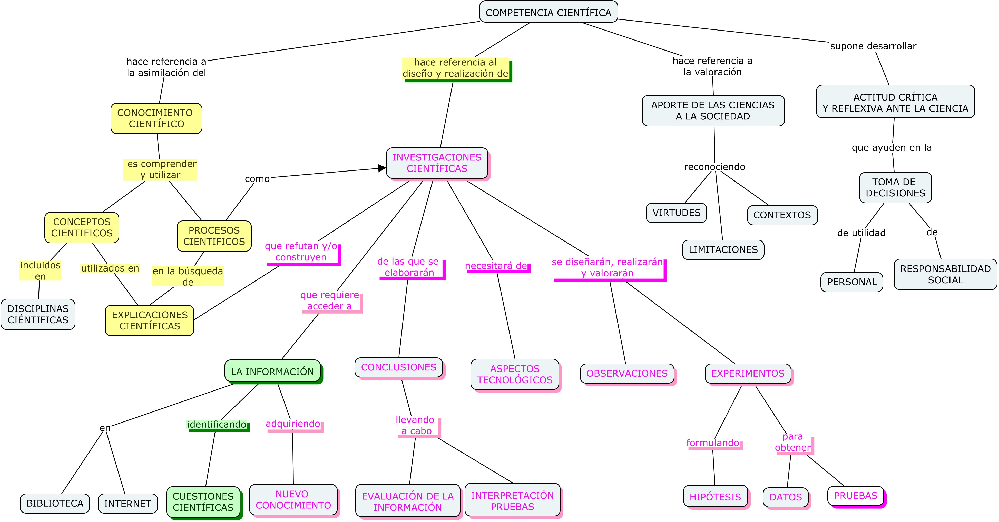 COMPETENCIA CIENTÍFICA
supone desarrollar
hace referencia a
la asimilación del
hace referencia al
diseño y realización de
hace referencia a
la valoración
CONOCIMIENTO
CIENTÍFICO
APORTE DE LAS CIENCIAS
A LA SOCIEDAD
ACTITUD CRÍTICA
Y REFLEXIVA ANTE LA CIENCIA
que ayuden en la
INVESTIGACIONES
CIENTÍFICAS
es comprender
y utilizar
como
reconociendo
TOMA DE
DECISIONES
VIRTUDES
CONTEXTOS
LIMITACIONES
CONCEPTOS
CIENTIFICOS
PROCESOS
CIENTIFICOS
de utilidad
de
que refutan y/o
construyen
de las que se
elaborarán
necesitará de
se diseñarán, realizarán
y valorarán
incluidos
en
utilizados en
en la búsqueda
de
PERSONAL
RESPONSABILIDAD
SOCIAL
que requiere
acceder a
DISCIPLINAS
CIÉNTIFICAS
EXPLICACIONES
CIENTÍFICAS
LA INFORMACIÓN
CONCLUSIONES
ASPECTOS
TECNOLÓGICOS
OBSERVACIONES
EXPERIMENTOS
en
identificando
adquiriendo
llevando
a cabo
formulando
para
obtener
BIBLIOTECA
INTERNET
CUESTIONES
CIENTÍFICAS
NUEVO
CONOCIMIENTO
EVALUACIÓN DE LA
INFORMACIÓN
INTERPRETACIÓN
PRUEBAS
HIPÓTESIS
DATOS
PRUEBAS